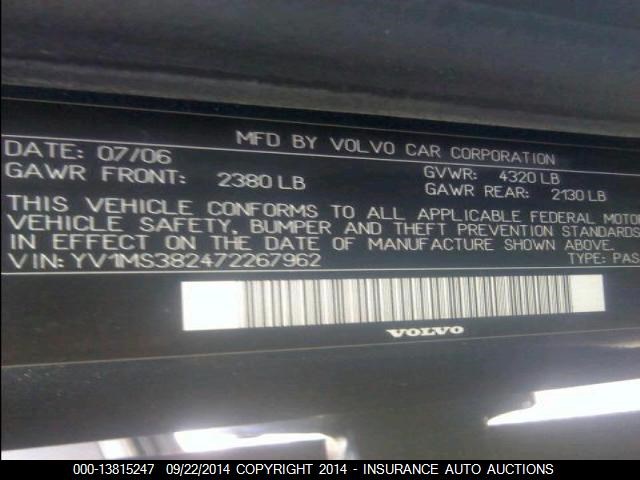 MFD BY VOLVO CAR CORPORATION
DATE: 07/06 GVWR: 4320 LB
GAWR FRONT: 2380 LB GAWR REAR: 2130 LB
THIS VEHICLE CONFORMS TO ALL APPLICABLE FEDERAL MOTOR
VEHICLE SAFETY, BUMPER AND THEFT PREVENTION STANDARDS
IN EFFECT ON THE DATE OF MANUFACTURE SHOWN ABOVE.
VIN: YV1MS382472267962 TYPE: PAS
VOLVO
000-13815247 09/22/2014 COPYRIGHT 2014 - INSURANCE AUTO AUCTIONS